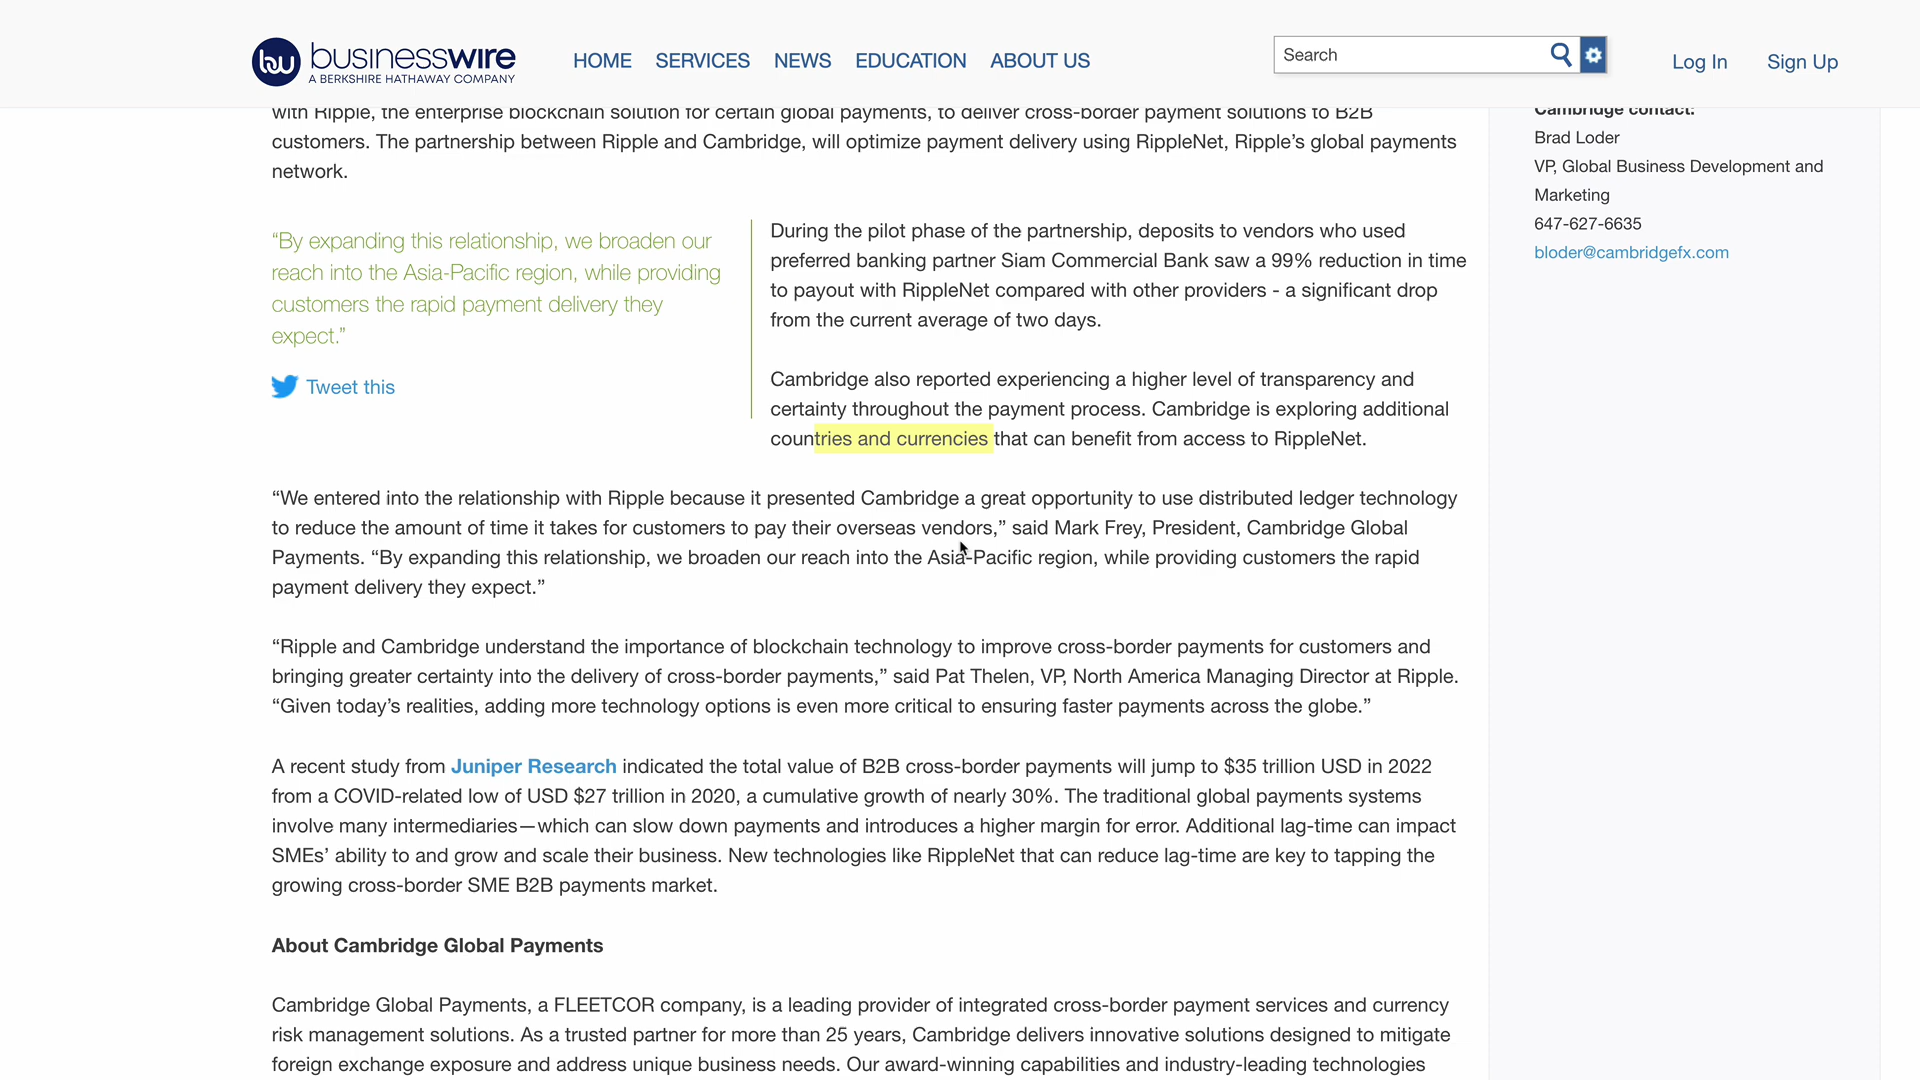 businesswire
A BERKSHIRE HATHAWAY COMPANY
HOME SERVICES NEWS EDUCATION ABOUT US
Search
Log In Sign Up
with Ripple, the enterprise blockchain solution for certain global payments, to deliver cross-border payment solutions to B2B
customers. The partnership between Ripple and Cambridge, will optimize payment delivery using RippleNet, Ripple’s global payments
network.
“By expanding this relationship, we broaden our
reach into the Asia-Pacific region, while providing
customers the rapid payment delivery they
expect.”
Tweet this
During the pilot phase of the partnership, deposits to vendors who used
preferred banking partner Siam Commercial Bank saw a 99% reduction in time
to payout with RippleNet compared with other providers - a significant drop
from the current average of two days.
Cambridge also reported experiencing a higher level of transparency and
certainty throughout the payment process. Cambridge is exploring additional
countries and currencies that can benefit from access to RippleNet.
“We entered into the relationship with Ripple because it presented Cambridge a great opportunity to use distributed ledger technology
to reduce the amount of time it takes for customers to pay their overseas vendors,” said Mark Frey, President, Cambridge Global
Payments. “By expanding this relationship, we broaden our reach into the Asia-Pacific region, while providing customers the rapid
payment delivery they expect.”
“Ripple and Cambridge understand the importance of blockchain technology to improve cross-border payments for customers and
bringing greater certainty into the delivery of cross-border payments,” said Pat Thelen, VP, North America Managing Director at Ripple.
“Given today’s realities, adding more technology options is even more critical to ensuring faster payments across the globe.”
A recent study from Juniper Research indicated the total value of B2B cross-border payments will jump to $35 trillion USD in 2022
from a COVID-related low of USD $27 trillion in 2020, a cumulative growth of nearly 30%. The traditional global payments systems
involve many intermediaries—which can slow down payments and introduces a higher margin for error. Additional lag-time can impact
SMEs’ ability to and grow and scale their business. New technologies like RippleNet that can reduce lag-time are key to tapping the
growing cross-border SME B2B payments market.
About Cambridge Global Payments
Cambridge Global Payments, a FLEETCOR company, is a leading provider of integrated cross-border payment services and currency
risk management solutions. As a trusted partner for more than 25 years, Cambridge delivers innovative solutions designed to mitigate
foreign exchange exposure and address unique business needs. Our award-winning capabilities and industry-leading technologies
Cambridge contact:
Brad Loder
VP, Global Business Development and
Marketing
647-627-6635
bloder@cambridgefx.com